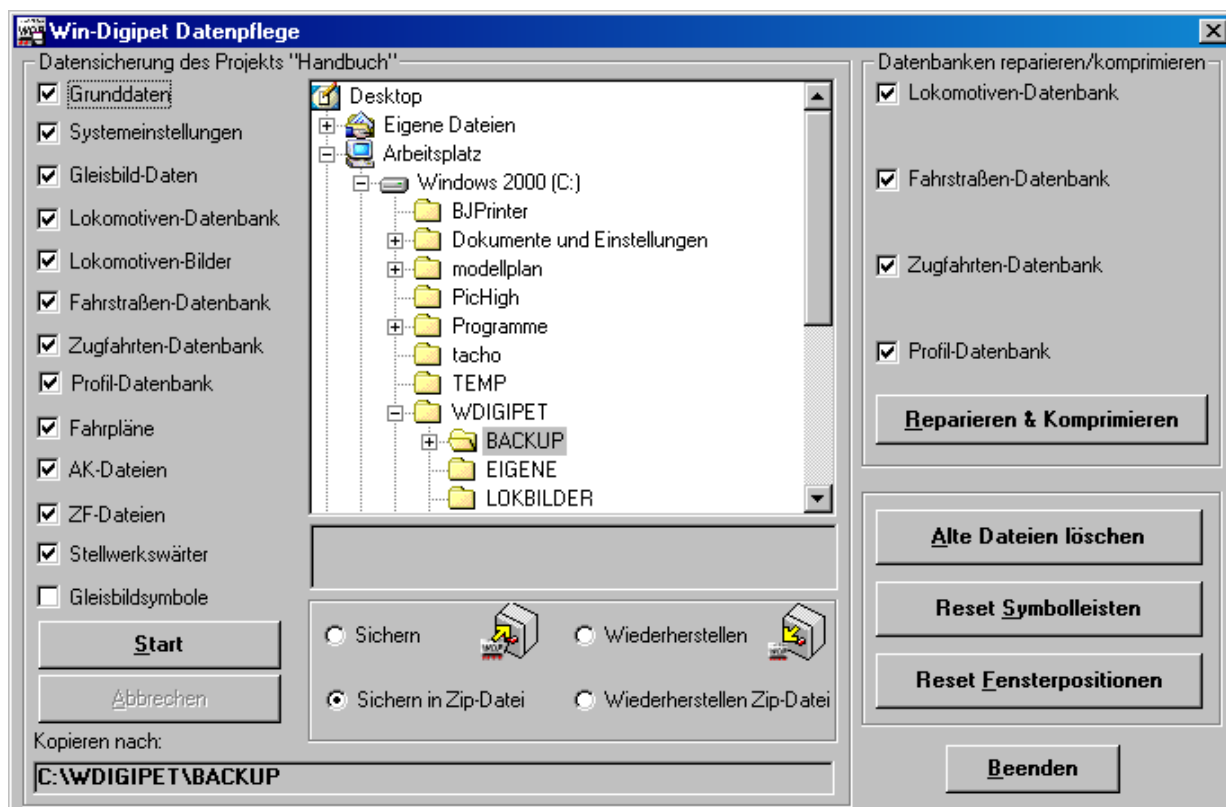 Win-Digipet Datenpflege
Datensicherung des Projekts "Handbuch"
Grunddaten
Systemeinstellungen
Gleisbild-Daten
Lokomotiven-Datenbank
Lokomotiven-Bilder
Fahrstraßen-Datenbank
Zugfahrten-Datenbank
Profil-Datenbank
Fahrpläne
AK-Dateien
ZF-Dateien
Stellwerkswärter
Gleisbildsymbole
Start
Abbrechen
Desktop
Eigene Dateien
Arbeitsplatz
Windows 2000 (C:)
BJPrinter
Dokumente und Einstellungen
modellplan
PicHigh
Programme
tacho
TEMP
WDIGIPET
BACKUP
EIGENE
LOKBILDER
Sichern
Wiederherstellen
Sichern in Zip-Datei
Wiederherstellen Zip-Datei
Kopieren nach:
C:\WDIGIPET\BACKUP
Datenbanken reparieren/komprimieren
Lokomotiven-Datenbank
Fahrstraßen-Datenbank
Zugfahrten-Datenbank
Profil-Datenbank
Reparieren & Komprimieren
Alte Dateien löschen
Reset Symbolleisten
Reset Fensterpositionen
Beenden